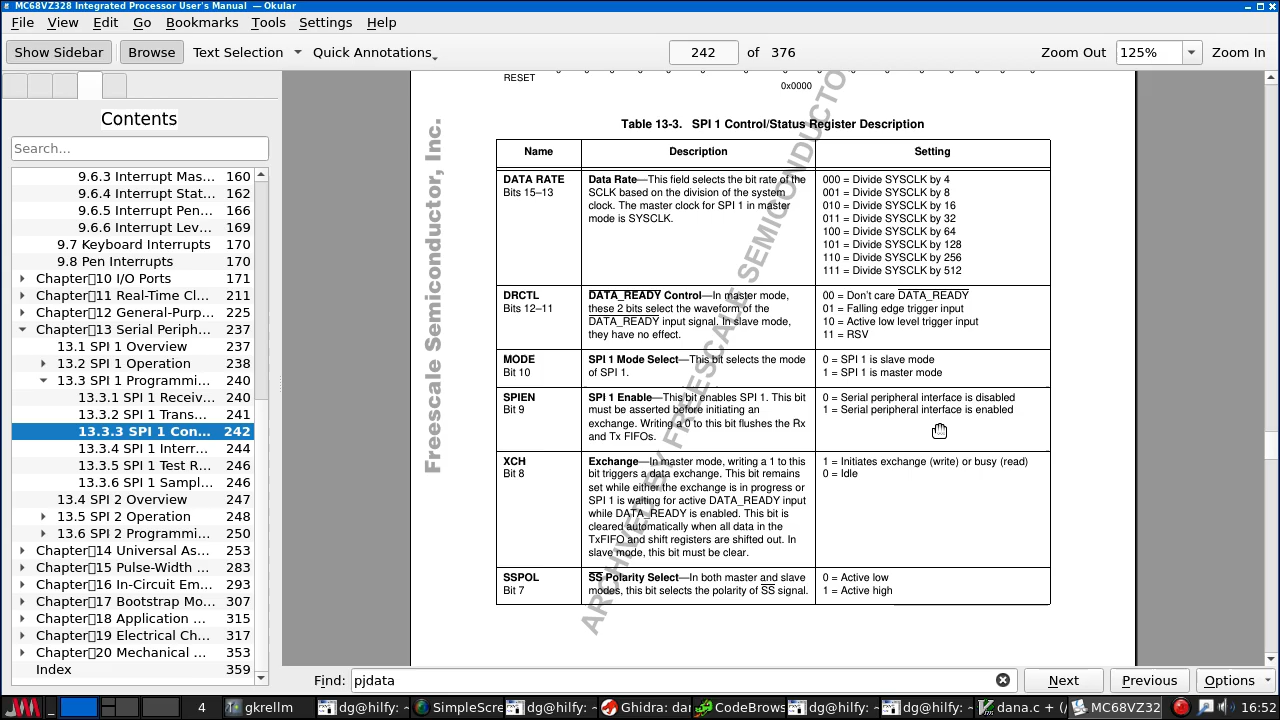 MC68VZ328 Integrated Processor User's Manual — Okular
File View Edit Go Bookmarks Tools Settings Help
Show Sidebar Browse Text Selection Quick Annotations 242 of 376 Zoom Out 125% Zoom In
Contents
Search...
9.6.3 Interrupt Mas... 160
9.6.4 Interrupt Stat... 162
9.6.5 Interrupt Pen... 166
9.6.6 Interrupt Lev... 169
9.7 Keyboard Interrupts 170
9.8 Pen Interrupts 170
Chapter 10 I/O Ports 171
Chapter 11 Real-Time Cl... 211
Chapter 12 General-Purp... 225
Chapter 13 Serial Periph... 237
13.1 SPI 1 Overview 237
13.2 SPI 1 Operation 238
13.3 SPI 1 Programmi... 240
13.3.1 SPI 1 Receiv... 240
13.3.2 SPI 1 Trans... 241
13.3.3 SPI 1 Con... 242
13.3.4 SPI 1 Interr... 244
13.3.5 SPI 1 Test R... 246
13.3.6 SPI 1 Sampl... 246
13.4 SPI 2 Overview 247
13.5 SPI 2 Operation 248
13.6 SPI 2 Programmi... 250
Chapter 14 Universal As... 253
Chapter 15 Pulse-Width ... 283
Chapter 16 In-Circuit Em... 293
Chapter 17 Bootstrap Mo... 307
Chapter 18 Application ... 315
Chapter 19 Electrical Ch... 317
Chapter 20 Mechanical ... 353
Index 359
RESET
0x0000
Freescale Semiconductor, Inc.
ARCHIVED BY FREESCALE SEMICONDUCTO
Table 13-3. SPI 1 Control/Status Register Description
Name Description Setting
DATA RATE
Bits 15–13
Data Rate—This field selects the bit rate of the
SCLK based on the division of the system
clock. The master clock for SPI 1 in master
mode is SYSCLK.
000 = Divide SYSCLK by 4
001 = Divide SYSCLK by 8
010 = Divide SYSCLK by 16
011 = Divide SYSCLK by 32
100 = Divide SYSCLK by 64
101 = Divide SYSCLK by 128
110 = Divide SYSCLK by 256
111 = Divide SYSCLK by 512
DRCTL
Bits 12–11
DATA_READY Control—In master mode,
these 2 bits select the waveform of the
DATA_READY input signal. In slave mode,
they have no effect.
00 = Don't care DATA_READY
01 = Falling edge trigger input
10 = Active low level trigger input
11 = RSV
MODE
Bit 10
SPI 1 Mode Select—This bit selects the mode
of SPI 1.
0 = SPI 1 is slave mode
1 = SPI 1 is master mode
SPIEN
Bit 9
SPI 1 Enable—This bit enables SPI 1. This bit
must be asserted before initiating an
exchange. Writing a 0 to this bit flushes the Rx
and Tx FIFOs.
0 = Serial peripheral interface is disabled
1 = Serial peripheral interface is enabled
XCH
Bit 8
Exchange—In master mode, writing a 1 to this
bit triggers a data exchange. This bit remains
set while either the exchange is in progress or
SPI 1 is waiting for active DATA_READY input
while DATA_READY is enabled. This bit is
cleared automatically when all data in the
TxFIFO and shift registers are shifted out. In
slave mode, this bit must be clear.
1 = Initiates exchange (write) or busy (read)
0 = Idle
SSPOL
Bit 7
SS Polarity Select—In both master and slave
modes, this bit selects the polarity of SS signal.
0 = Active low
1 = Active high
Find: pjdata Next Previous Options
4 gkrellm dg@hilfy: ~ SimpleScre dg@hilfy: ~ Ghidra: dar CodeBrows dg@hilfy: ~ dg@hilfy: ~ dana.c + (~ MC68VZ32 16:52